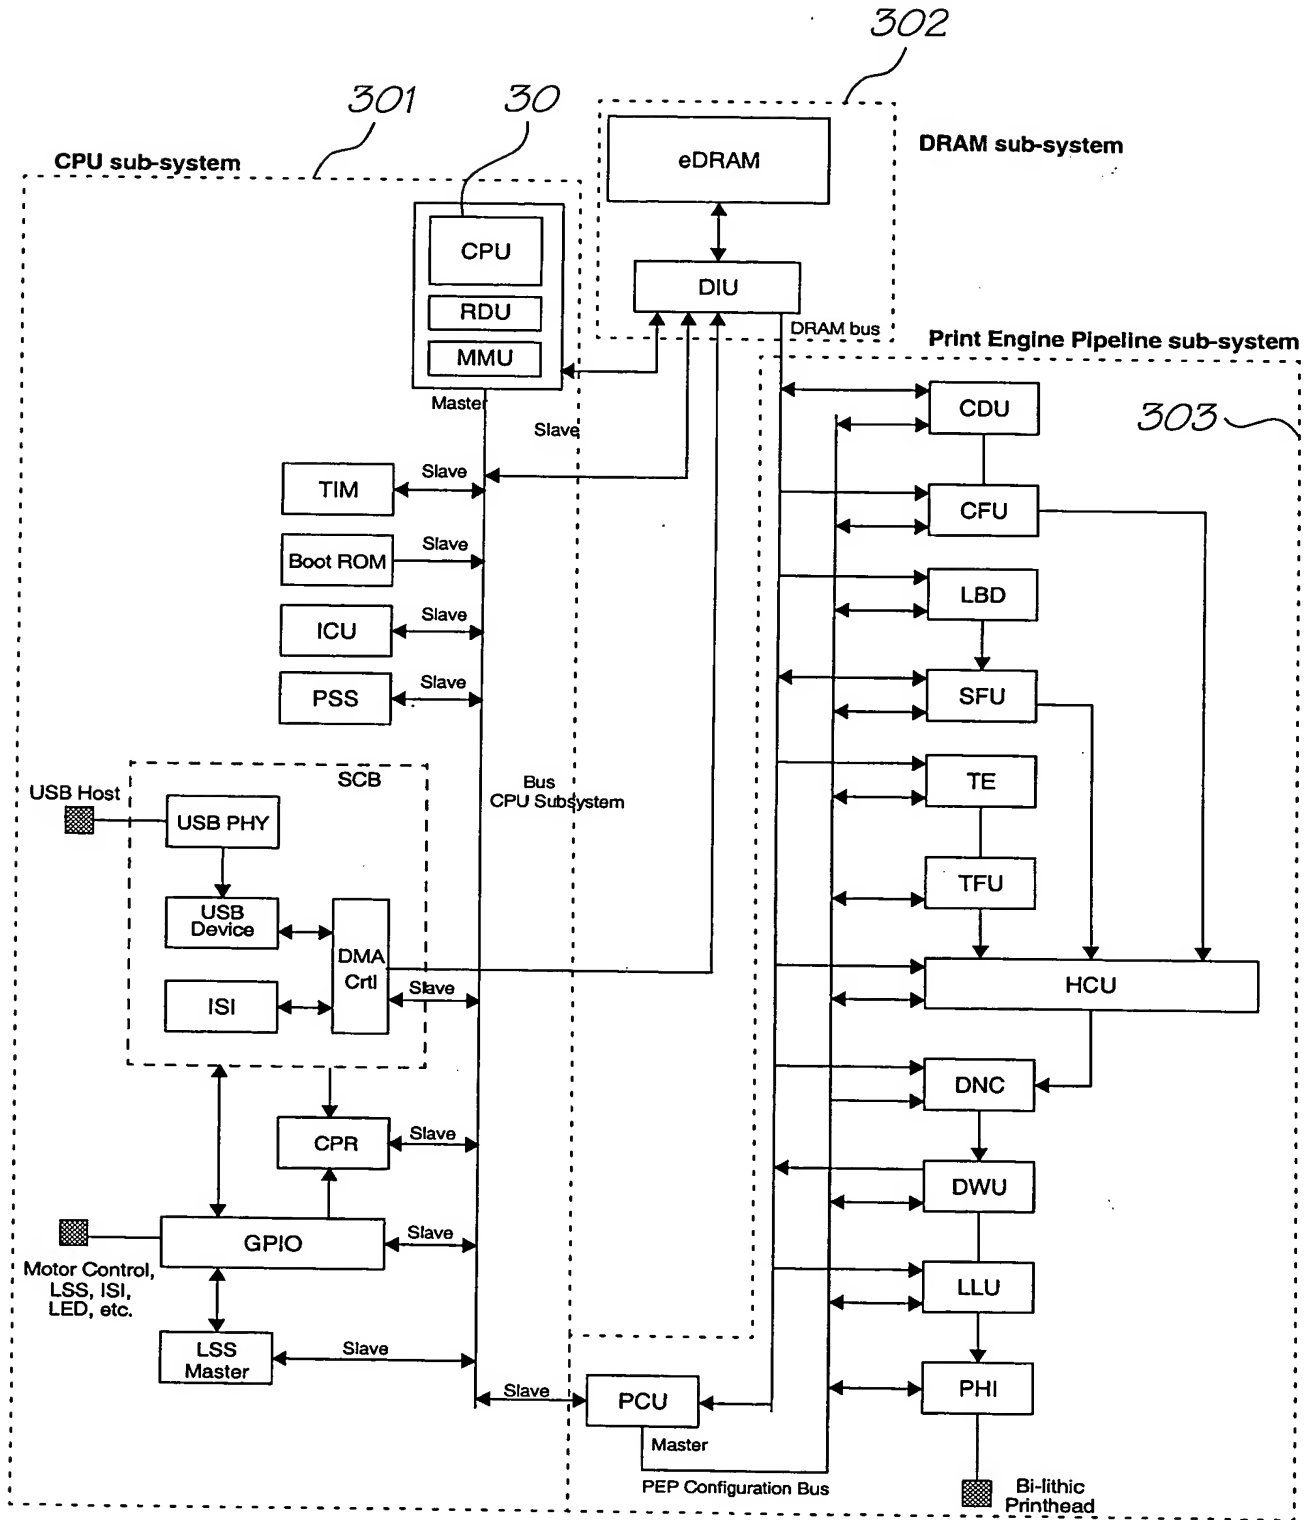 302
301
30
CPU sub-system
DRAM sub-system
eDRAM
CPU
DIU
RDU
DRAM bus
MMU
Print Engine Pipeline sub-system
Master
Slave
CDU
303
TIM
Slave
CFU
Boot ROM
Slave
LBD
ICU
Slave
PSS
Slave
SFU
SCB
Bus
CPU Subsystem
TE
USB Host
USB PHY
TFU
USB
Device
DMA
Crtl
ISI
Slave
HCU
DNC
CPR
Slave
DWU
GPIO
Slave
Motor Control,
LSS, ISI,
LED, etc.
LLU
LSS
Master
Slave
PHI
Slave
PCU
Master
PEP Configuration Bus
Bi-lithic
Printhead